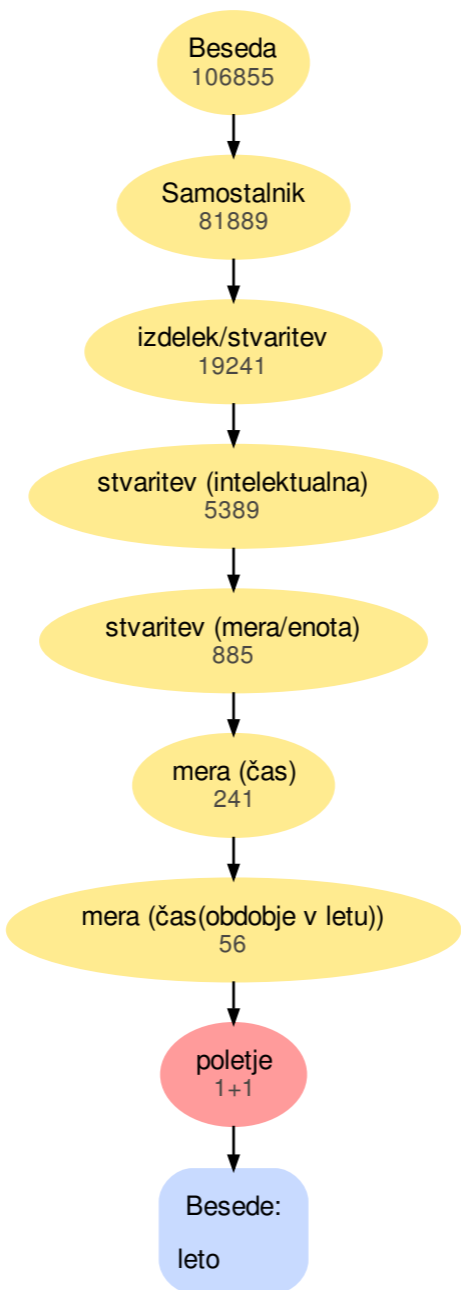 Beseda
106855
Samostalnik
81889
izdelek/stvaritev
19241
stvaritev (intelektualna)
5389
stvaritev (mera/enota)
885
mera (čas)
241
mera (čas(obdobje v letu))
56
poletje
1+1
Besede:
leto